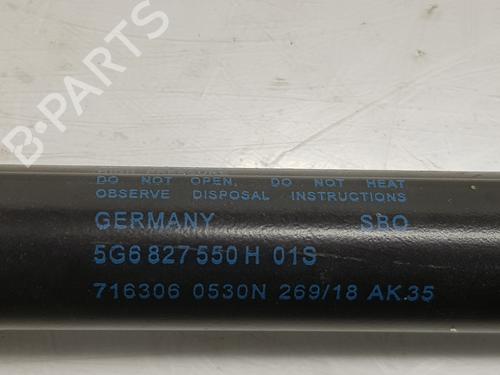 DO NOT OPEN, DO NOT HEAT
OBSERVE DISPOSAL INSTRUCTIONS
GERMANY SBO
5G6 827 550 H 01S
716306 0530N 269/18 AK.35
B-PARTS